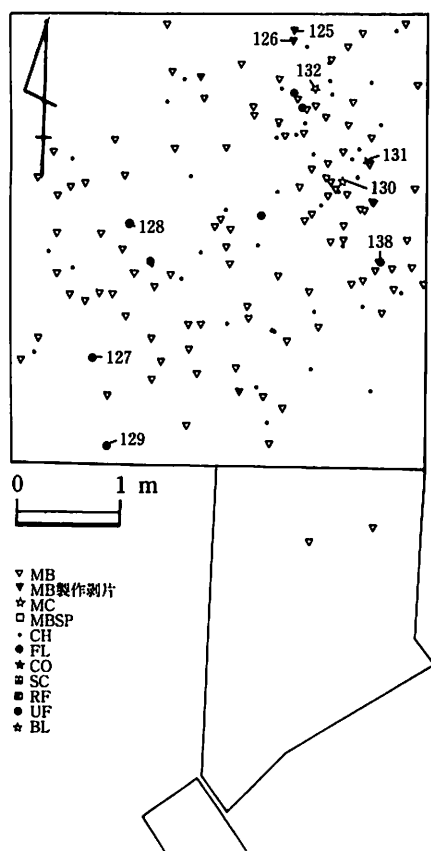 125
126
132
131
130
128
138
127
129
0 1 m
MB
MB製作剥片
MC
MBSP
CH
FL
CO
SC
RF
UF
BL